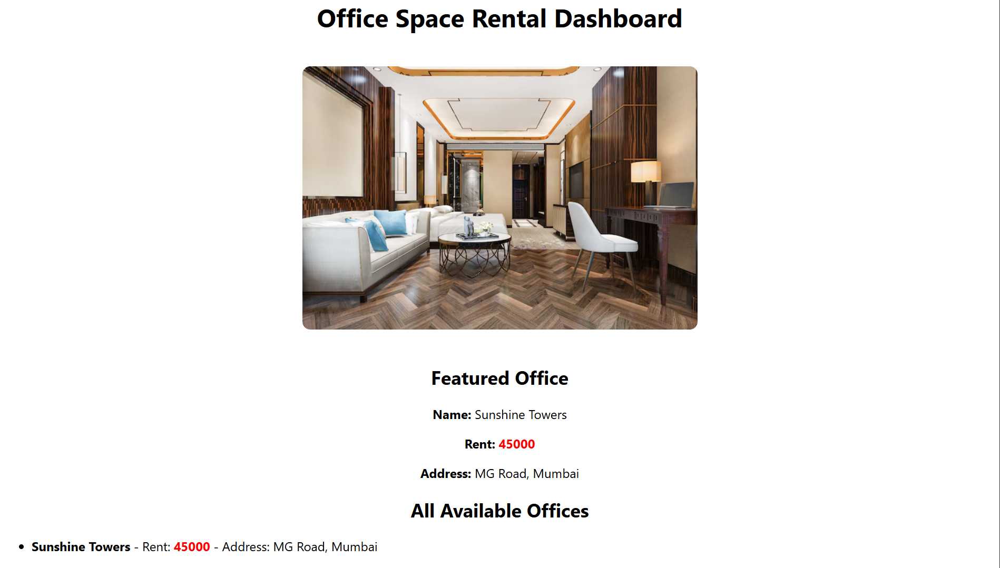 Office Space Rental Dashboard
Featured Office
Name: Sunshine Towers
Rent: 45000
Address: MG Road, Mumbai
All Available Offices
• Sunshine Towers - Rent: 45000 - Address: MG Road, Mumbai